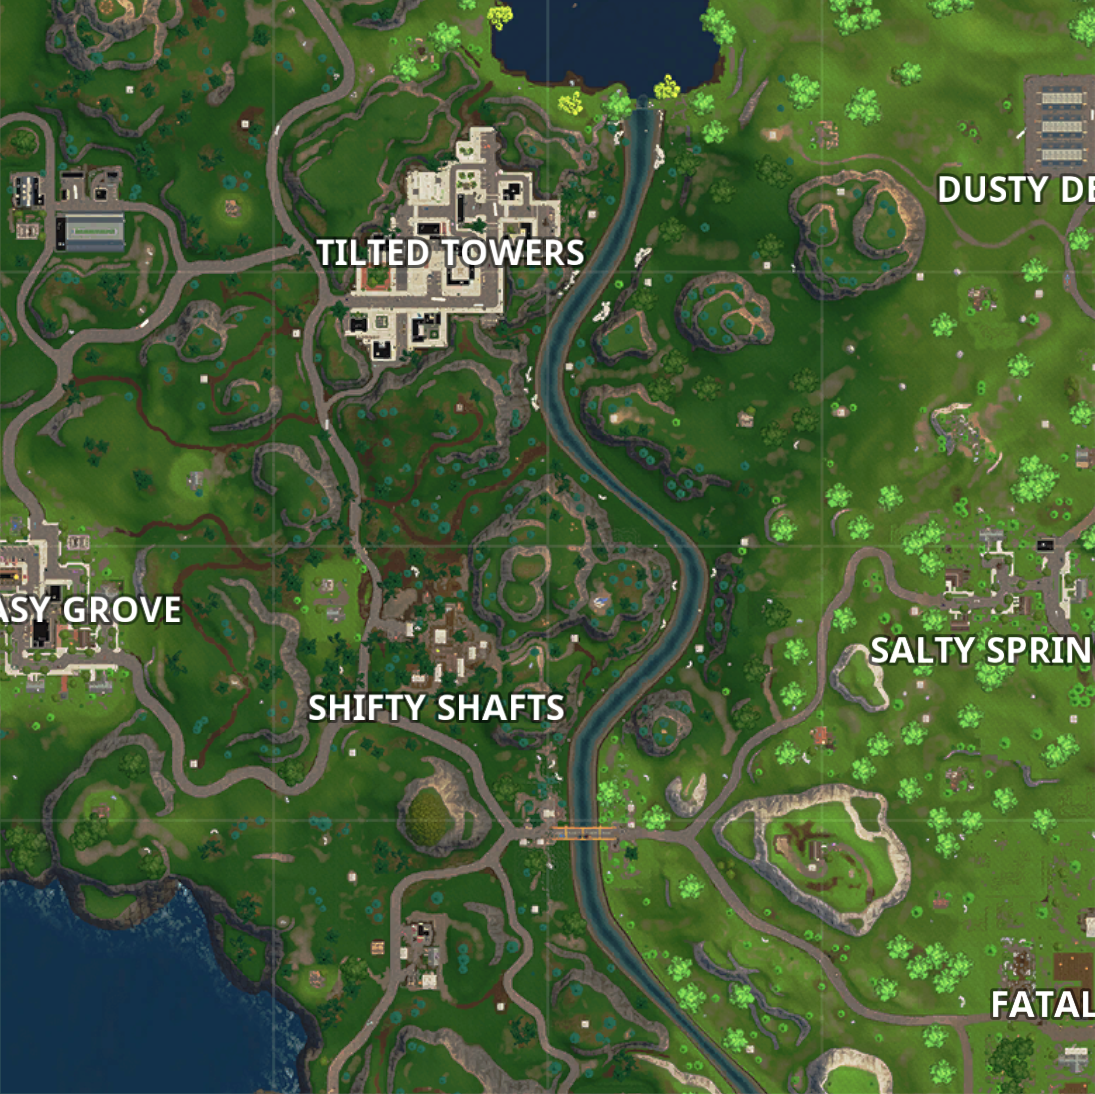 DUSTY DE
TILTED TOWERS
ASY GROVE
SALTY SPRIN
SHIFTY SHAFTS
FATAL